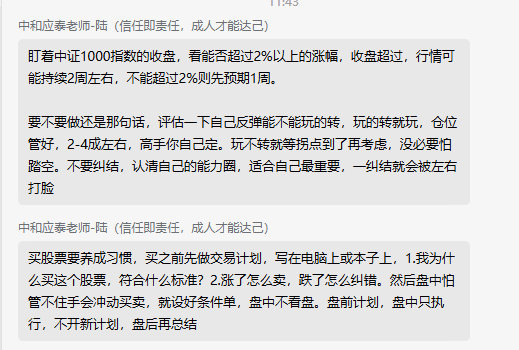 11:43
中和应泰老师-陆（信任即责任，成人才能达己）
盯着中证1000指数的收盘，看能否超过2%以上的涨幅，收盘超过，行情可
能持续2周左右，不能超过2%则先预期1周。
要不要做还是那句话，评估一下自己反弹能不能玩的转，玩的转就玩，仓位
管好，2-4成左右，高手你自己定。玩不转就等拐点到了再考虑，没必要怕
踏空。不要纠结，认清自己的能力圈，适合自己最重要，一纠结就会被左右
打脸
中和应泰老师-陆（信任即责任，成人才能达己）
买股票要养成习惯，买之前先做交易计划，写在电脑上或本子上，1.我为什
么买这个股票，符合什么标准？2.涨了怎么卖，跌了怎么纠错。然后盘中怕
管不住手会冲动买卖，就设好条件单，盘中不看盘。盘前计划，盘中只执
行，不开新计划，盘后再总结